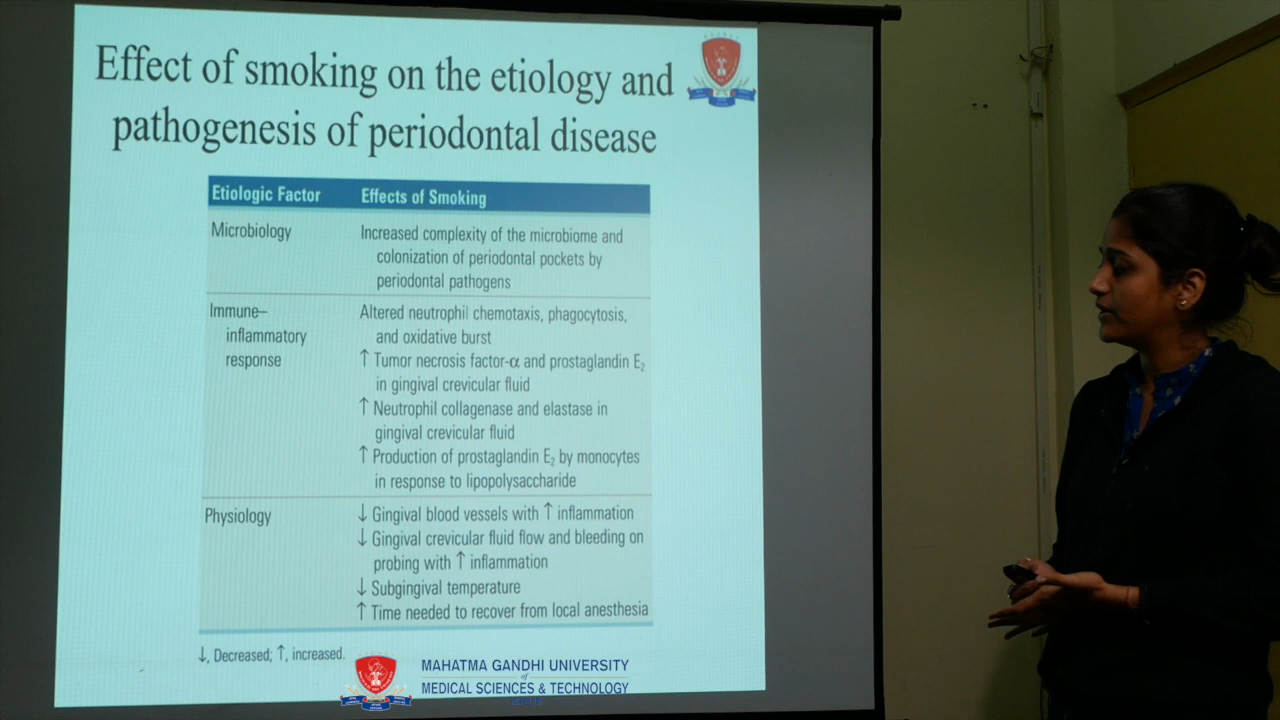 Effect of smoking on the etiology and
pathogenesis of periodontal disease
Etiologic Factor Effects of Smoking
Microbiology Increased complexity of the microbiome and
colonization of periodontal pockets by
periodontal pathogens
Immune– Altered neutrophil chemotaxis, phagocytosis,
inflammatory and oxidative burst
response ↑ Tumor necrosis factor-α and prostaglandin E₂
in gingival crevicular fluid
↑ Neutrophil collagenase and elastase in
gingival crevicular fluid
↑ Production of prostaglandin E₂ by monocytes
in response to lipopolysaccharide
Physiology ↓ Gingival blood vessels with ↑ inflammation
↓ Gingival crevicular fluid flow and bleeding on
probing with ↑ inflammation
↓ Subgingival temperature
↑ Time needed to recover from local anesthesia
↓, Decreased; ↑, increased.
MAHATMA GANDHI UNIVERSITY
of
MEDICAL SCIENCES & TECHNOLOGY